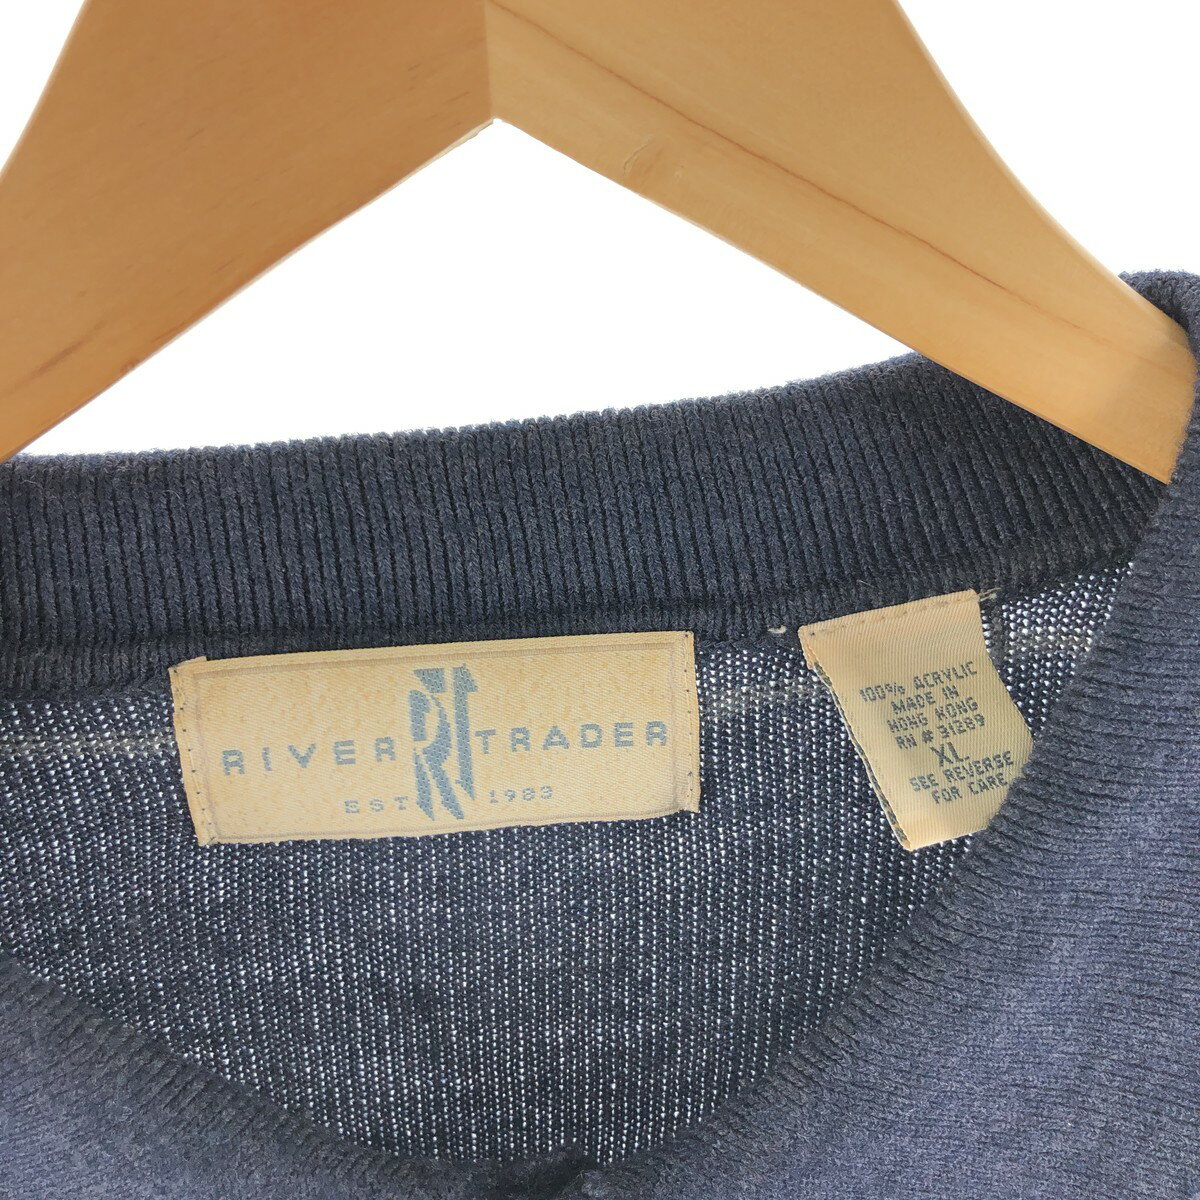 RIVER RT TRADER
EST 1983
100% ACRYLIC
MADE IN
HONG KONG
RN # 31289
XL
SEE REVERSE
FOR CARE